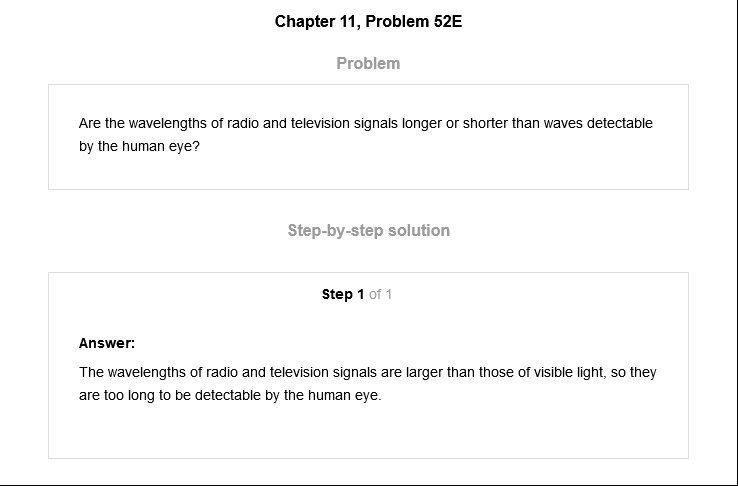 Chapter 11, Problem 52E
Problem
Are the wavelengths of radio and television signals longer or shorter than waves detectable
by the human eye?
Step-by-step solution
Step 1 of 1
Answer:
The wavelengths of radio and television signals are larger than those of visible light, so they
are too long to be detectable by the human eye.